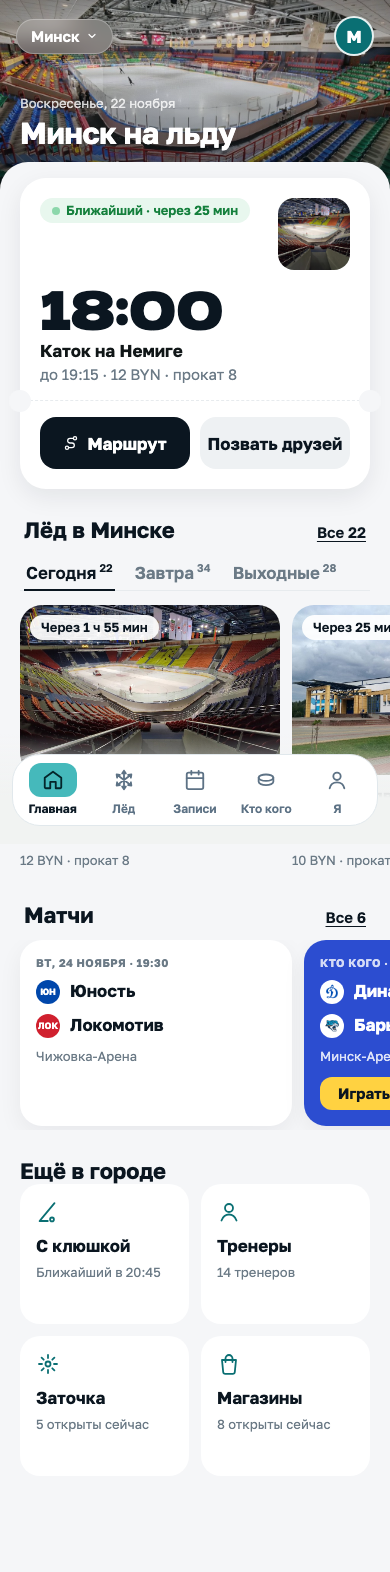 Минск
М
Воскресенье, 22 ноября
Минск на льду
Ближайший · через 25 мин
18:00
Каток на Немиге
до 19:15 · 12 BYN · прокат 8
Маршрут
Позвать друзей
Лёд в Минске
Все 22
Сегодня 22
Завтра 34
Выходные 28
Через 1 ч 55 мин
Через 25 ми
Главная
Лёд
Записи
Кто кого
Я
12 BYN · прокат 8
10 BYN · прокат
Матчи
Все 6
ВТ, 24 НОЯБРЯ · 19:30
ЮН
Юность
ЛОК
Локомотив
Чижовка-Арена
КТО КОГО ·
Дина
Бары
Минск-Аре
Играть
Ещё в городе
С клюшкой
Ближайший в 20:45
Тренеры
14 тренеров
Заточка
5 открыты сейчас
Магазины
8 открыты сейчас